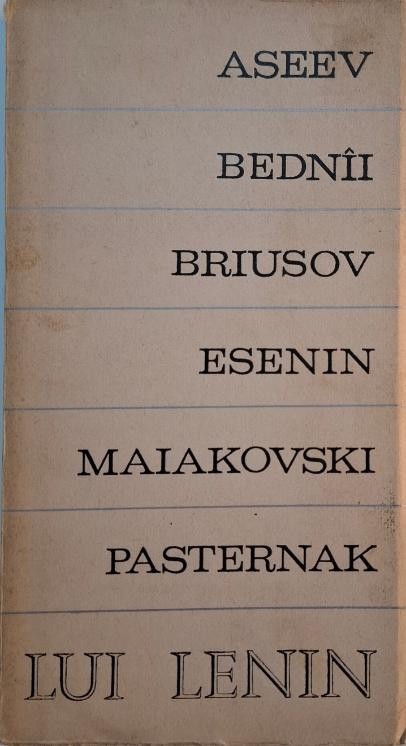 ASEEV
BEDNÎI
BRIUSOV
ESENIN
MAIAKOVSKI
PASTERNAK
LUI LENIN